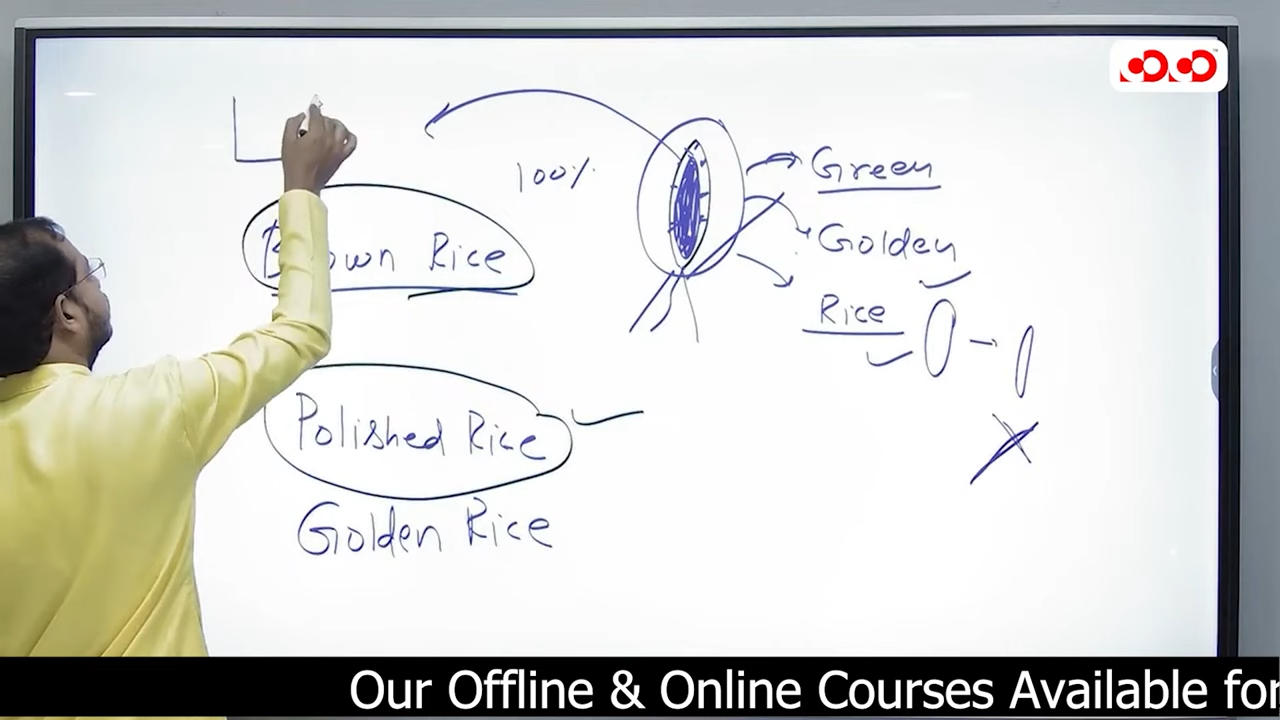 100%
Green
Golden
Rice
Brown Rice
Polished Rice
Golden Rice
Our Offline & Online Courses Available for